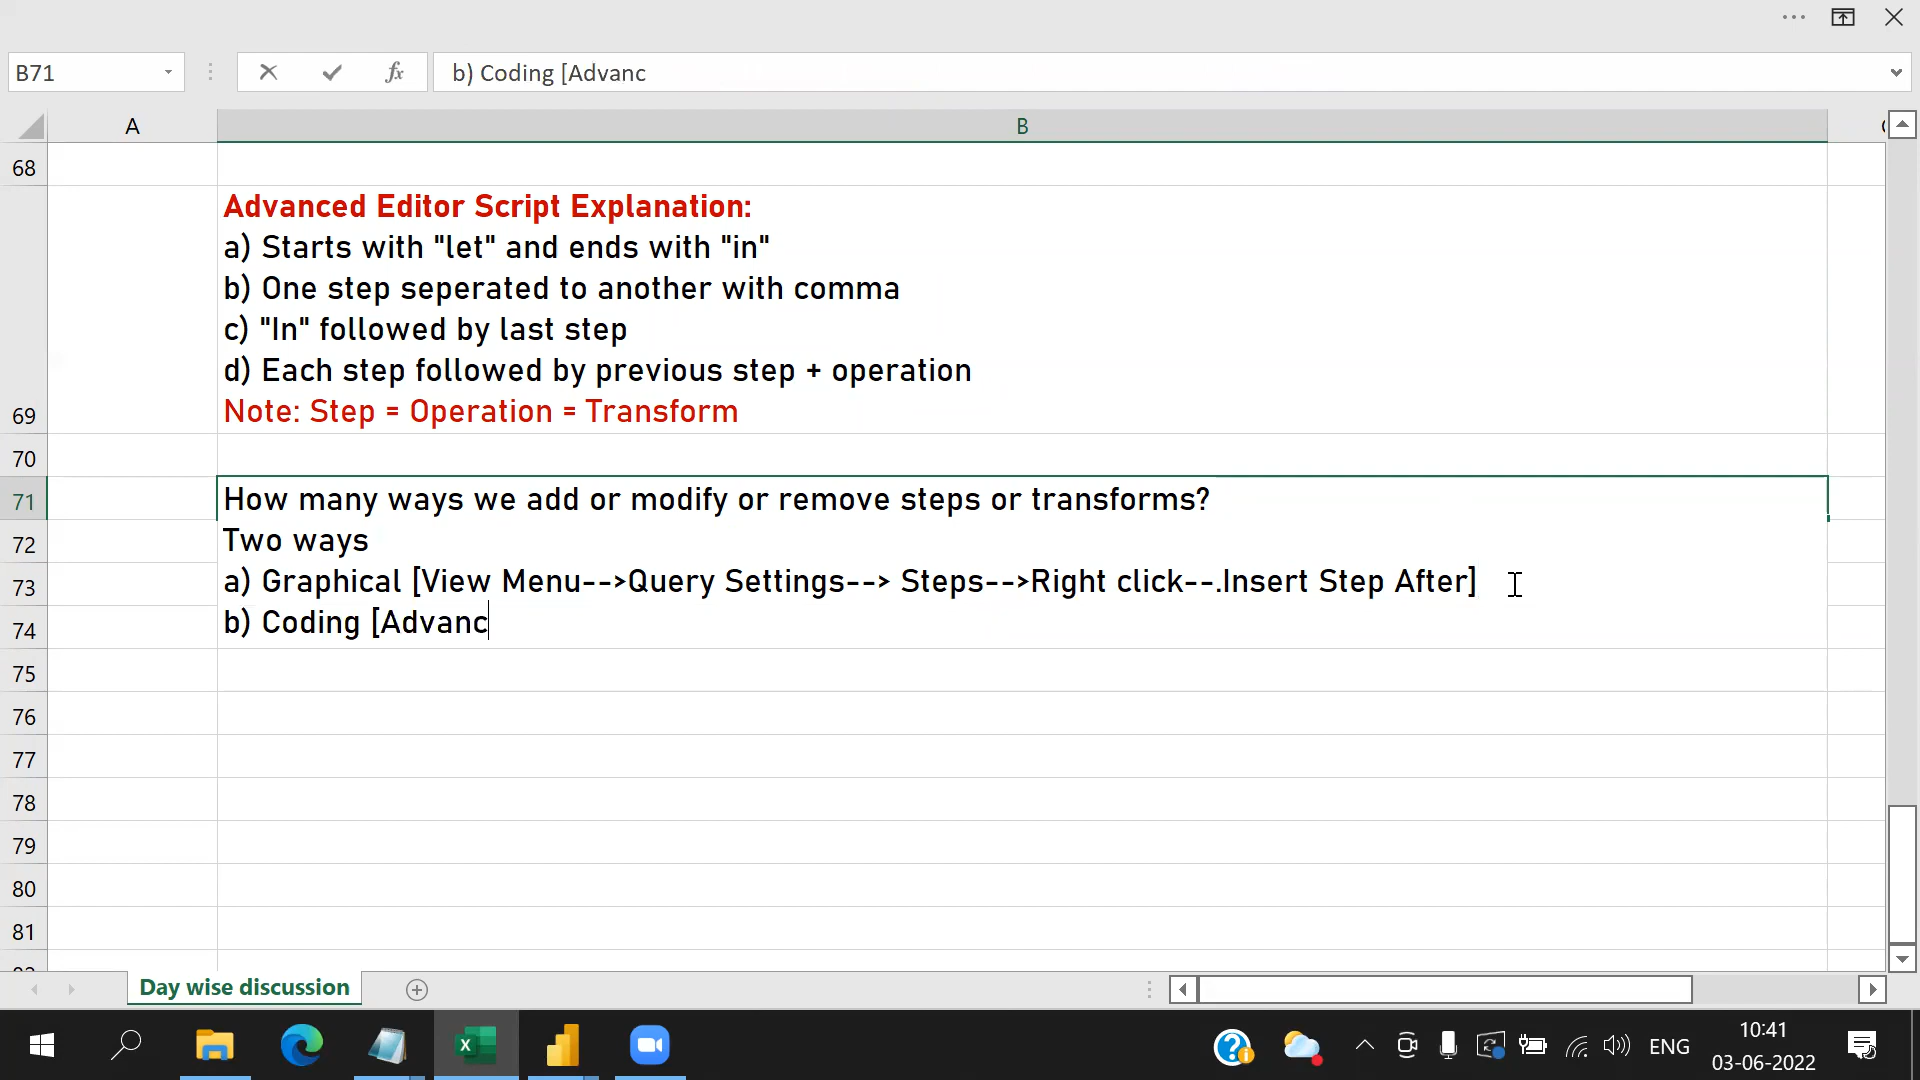 B71
fx
b) Coding [Advanc
A
B
68
Advanced Editor Script Explanation:
a) Starts with "let" and ends with "in"
b) One step seperated to another with comma
c) "In" followed by last step
d) Each step followed by previous step + operation
Note: Step = Operation = Transform
69
70
71
How many ways we add or modify or remove steps or transforms?
72
Two ways
73
a) Graphical [View Menu-->Query Settings--> Steps-->Right click--.Insert Step After]
74
b) Coding [Advanc
75
76
77
78
79
80
81
Day wise discussion
ENG
10:41
03-06-2022